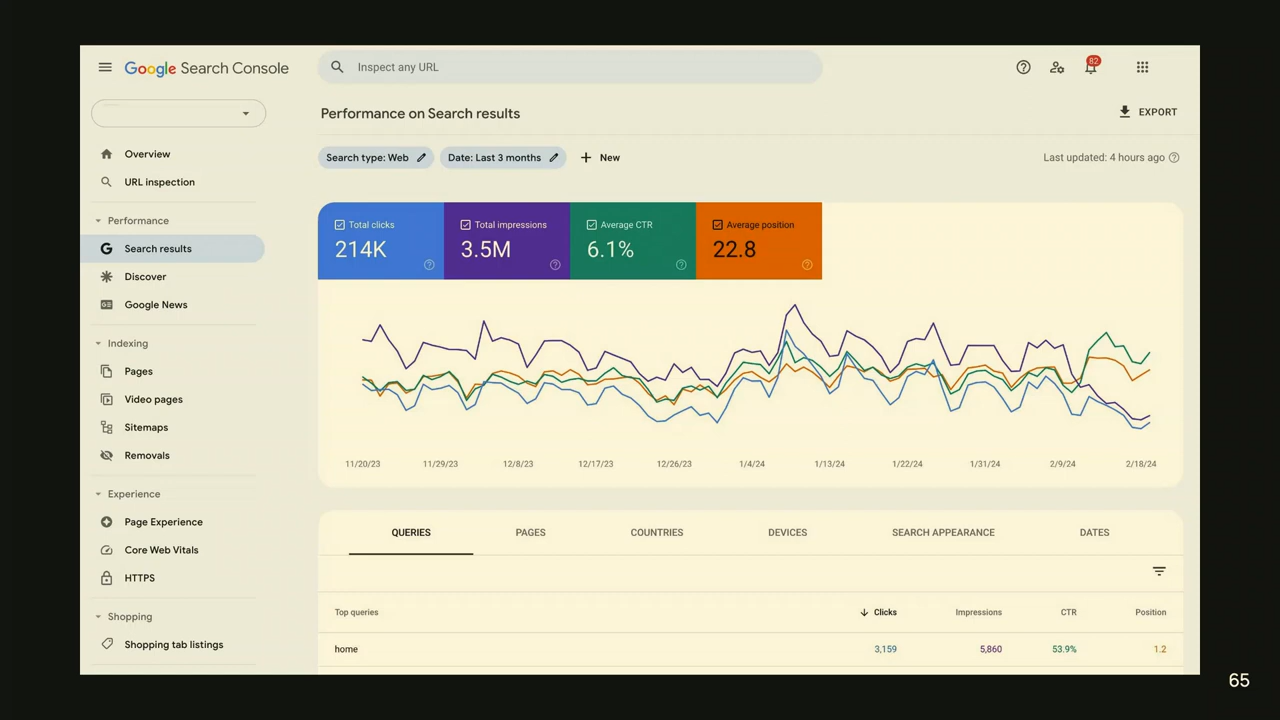 Google Search Console
Inspect any URL
82
Performance on Search results
EXPORT
Search type: Web
Date: Last 3 months
New
Last updated: 4 hours ago
Overview
URL inspection
Performance
Search results
Discover
Google News
Indexing
Pages
Video pages
Sitemaps
Removals
Experience
Page Experience
Core Web Vitals
HTTPS
Shopping
Shopping tab listings
Total clicks
214K
Total impressions
3.5M
Average CTR
6.1%
Average position
22.8
11/20/23 11/29/23 12/8/23 12/17/23 12/26/23 1/4/24 1/13/24 1/22/24 1/31/24 2/9/24 2/18/24
QUERIES PAGES COUNTRIES DEVICES SEARCH APPEARANCE DATES
Top queries Clicks Impressions CTR Position
home 3,159 5,860 53.9% 1.2
65